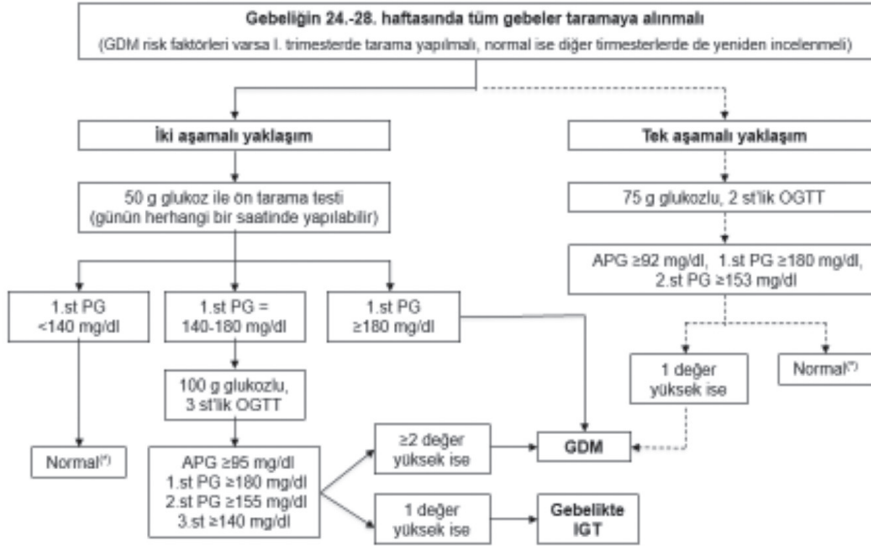 Gebeliğin 24.-28. haftasında tüm gebeler taramaya alınmalı
(GDM risk faktörleri varsa I. trimesterde tarama yapılmalı, normal ise diğer tirmesterlerde de yeniden incelenmeli)
İki aşamalı yaklaşım
50 g glukoz ile ön tarama testi
(günün herhangi bir saatinde yapılabilir)
1.st PG
<140 mg/dl
1.st PG =
140-180 mg/dl
1.st PG
≥180 mg/dl
100 g glukozlu,
3 st'lik OGTT
Normal(*)
APG ≥95 mg/dl
1.st PG ≥180 mg/dl
2.st PG ≥155 mg/dl
3.st ≥140 mg/dl
≥2 değer
yüksek ise
1 değer
yüksek ise
GDM
Gebelikte
IGT
Tek aşamalı yaklaşım
75 g glukozlu, 2 st'lik OGTT
APG ≥92 mg/dl, 1.st PG ≥180 mg/dl,
2.st PG ≥153 mg/dl
1 değer
yüksek ise
Normal(*)